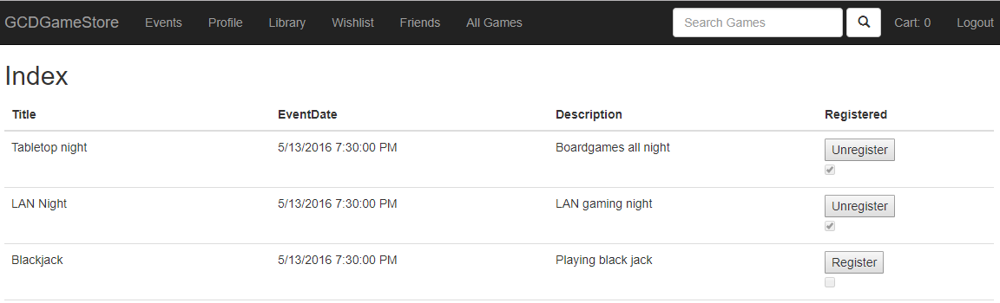 GCDGameStore Events Profile Library Wishlist Friends All Games Search Games Cart: 0 Logout
Index
Title EventDate Description Registered
Tabletop night 5/13/2016 7:30:00 PM Boardgames all night Unregister
LAN Night 5/13/2016 7:30:00 PM LAN gaming night Unregister
Blackjack 5/13/2016 7:30:00 PM Playing black jack Register